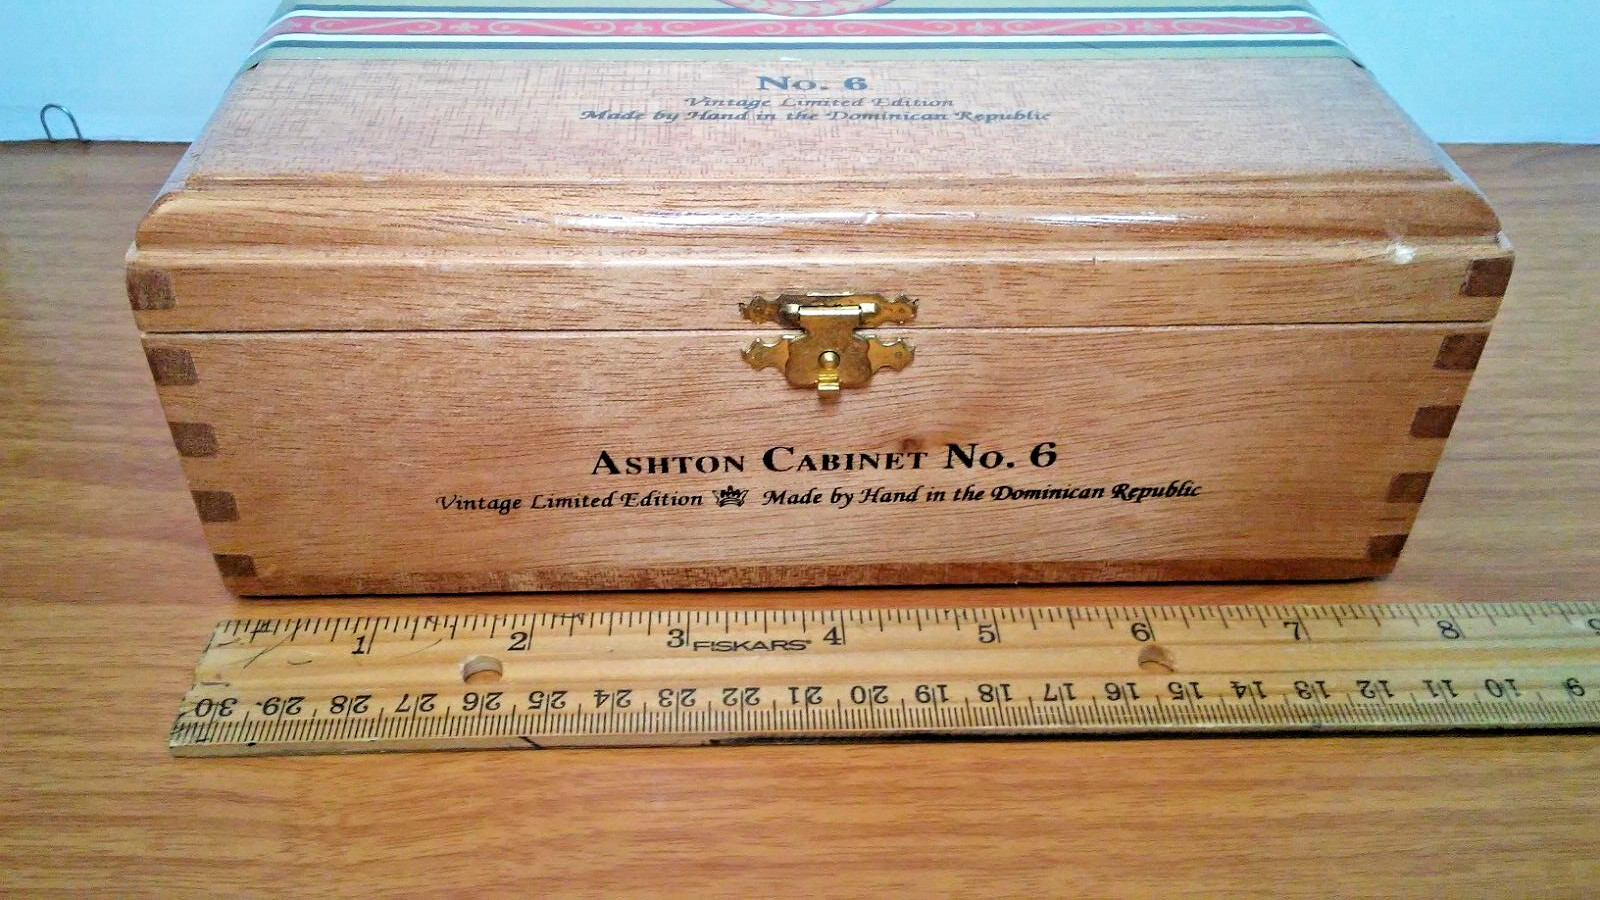 No. 6
Vintage Limited Edition
Made by Hand in the Dominican Republic
ASHTON CABINET No. 6
Vintage Limited Edition Made by Hand in the Dominican Republic
1 2 3 FISKARS® 4 5 6 7 8 9
30 29 28 27 26 25 24 23 22 21 20 19 18 17 16 15 14 13 12 11 10 9